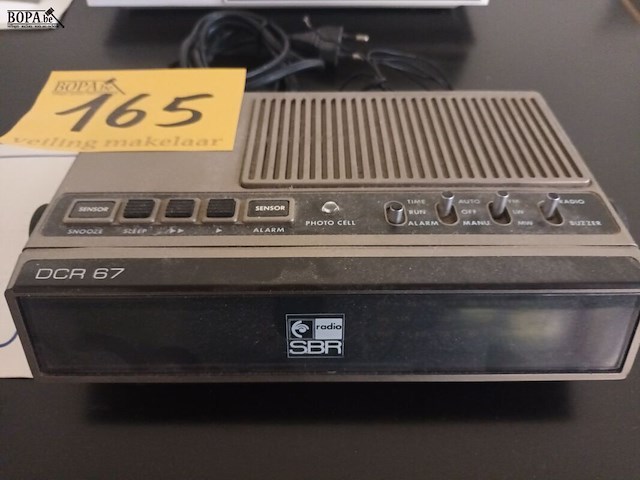 BOPA.be
BOPA
165
veiling makelaar
SENSOR
SENSOR
SNOOZE
SLEEP
ALARM
PHOTO CELL
TIME
RUN
ALARM
AUTO
OFF
MANU
MW
RADIO
BUZZER
DCR 67
radio
SBR